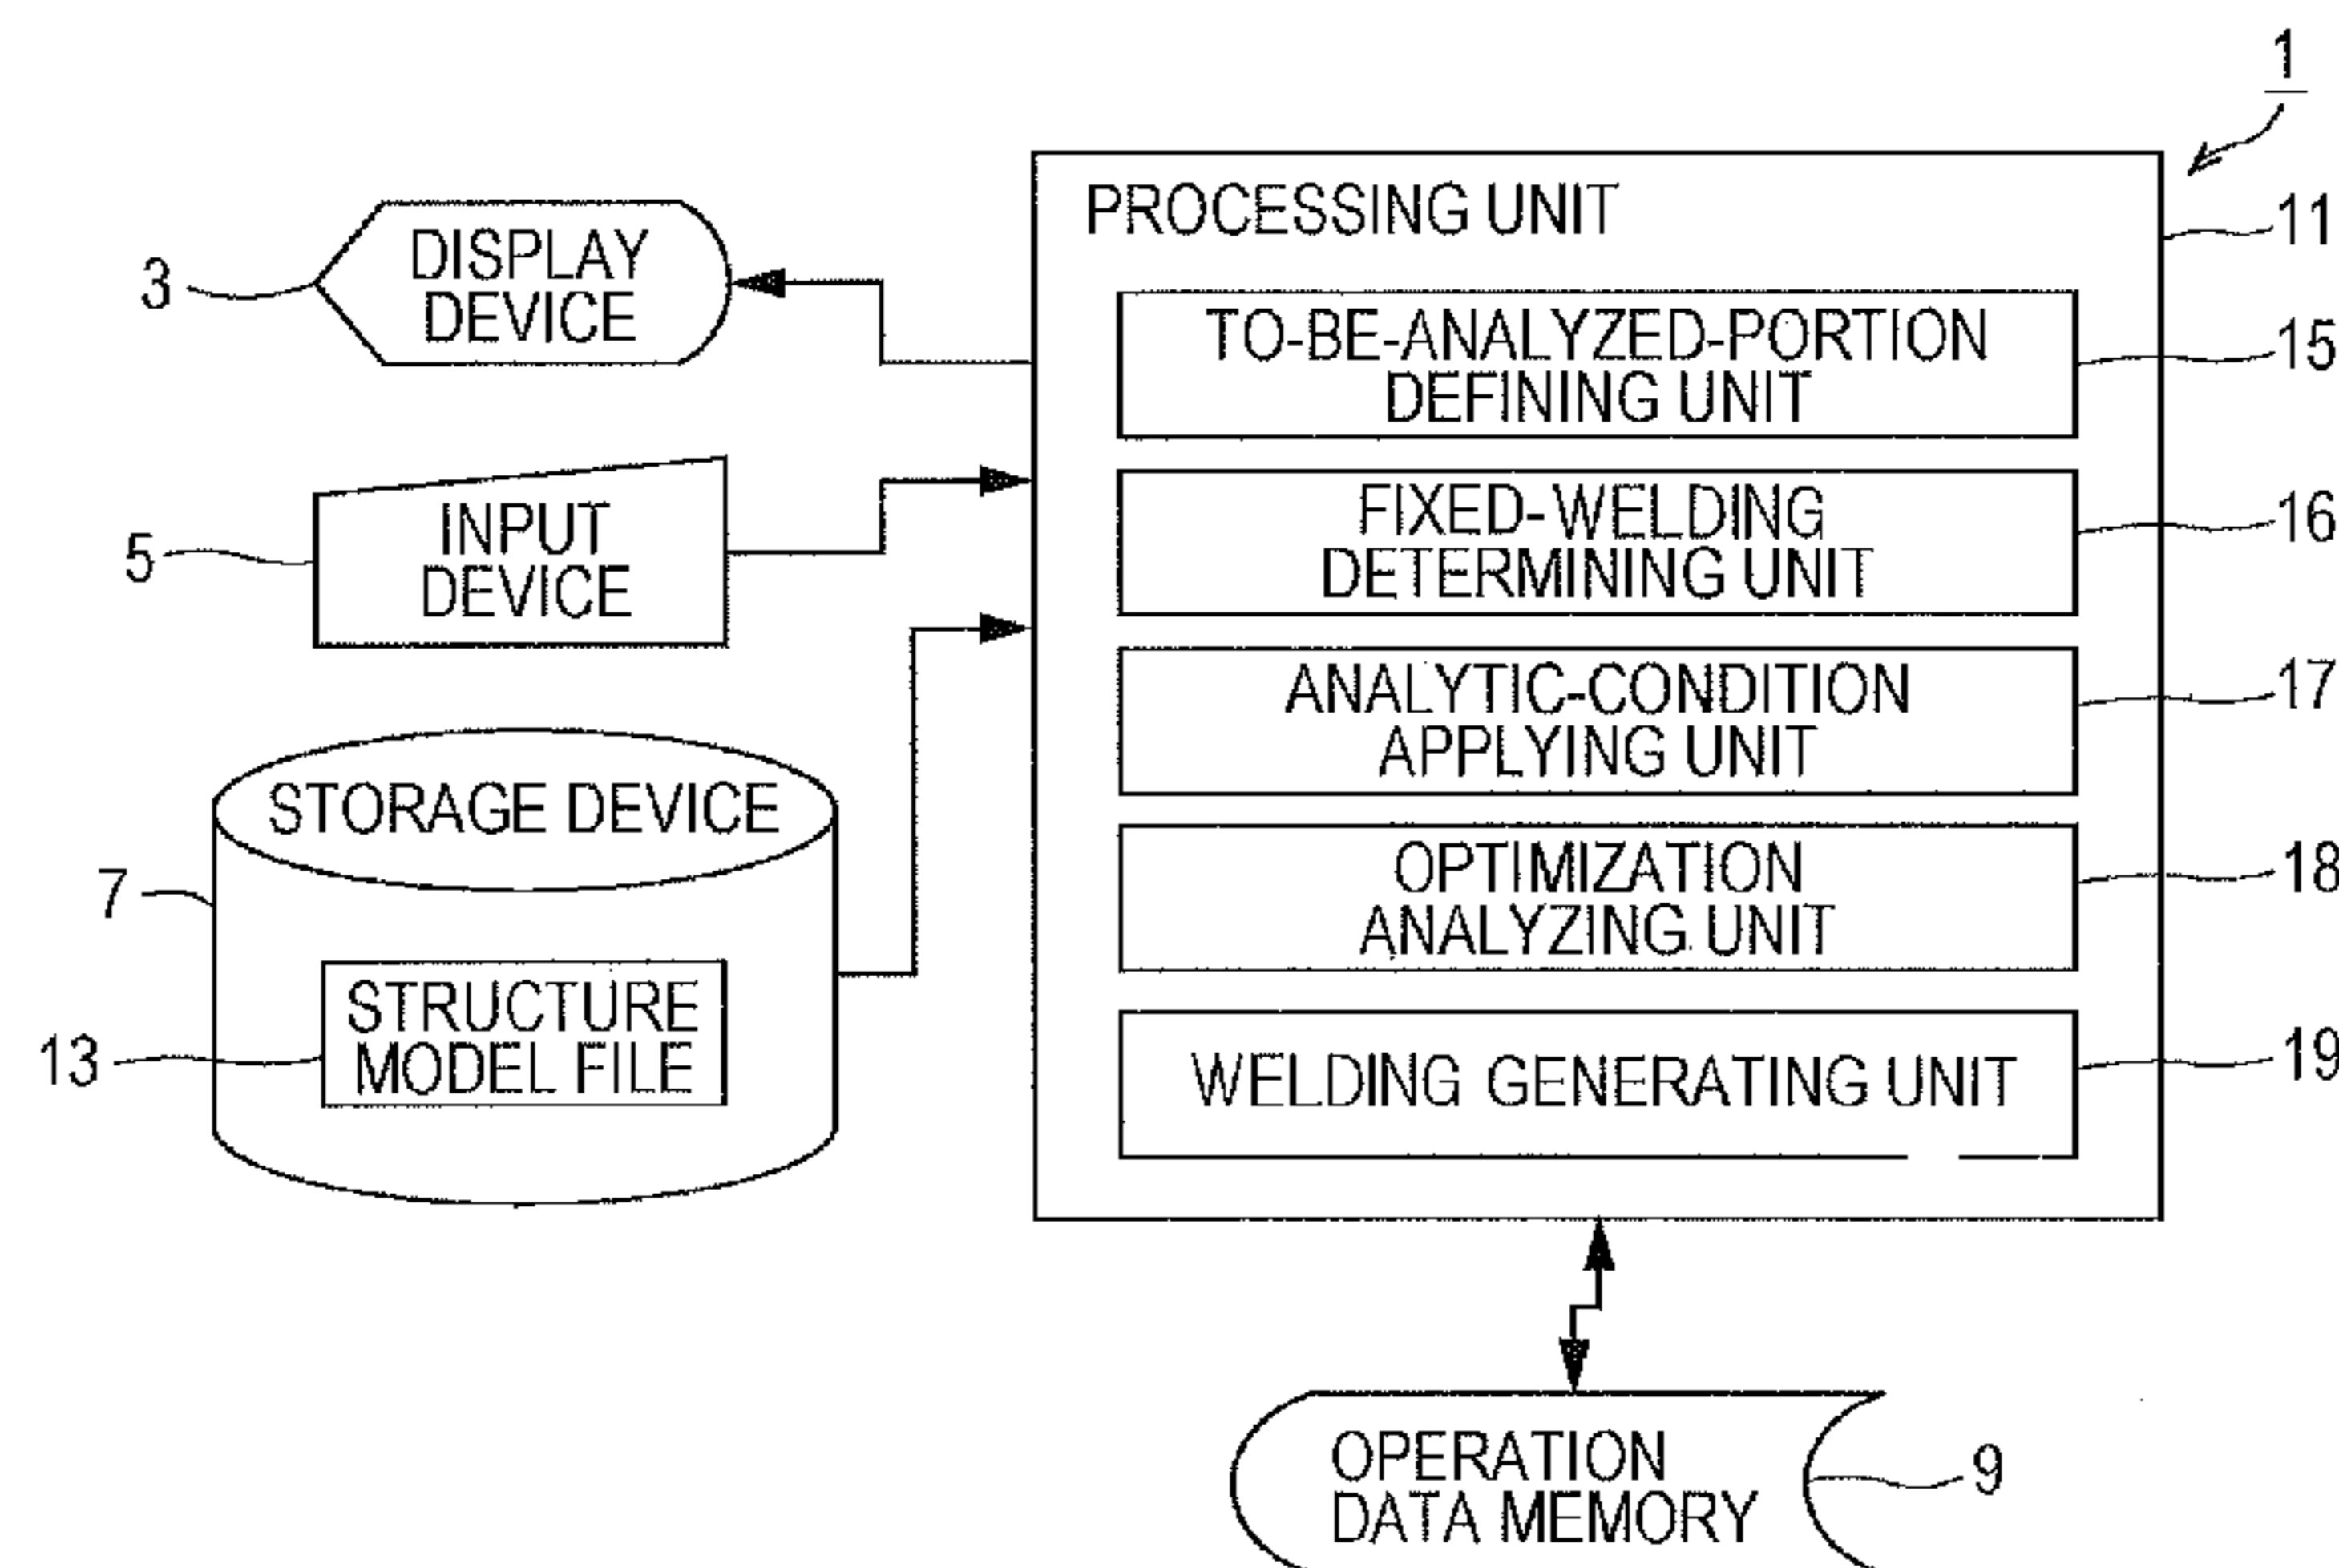 1
PROCESSING UNIT
11
DISPLAY
DEVICE
3
TO-BE-ANALYZED-PORTION
DEFINING UNIT
15
INPUT
DEVICE
5
FIXED-WELDING
DETERMINING UNIT
16
ANALYTIC-CONDITION
APPLYING UNIT
17
STORAGE DEVICE
7
OPTIMIZATION
ANALYZING UNIT
18
STRUCTURE
MODEL FILE
13
WELDING GENERATING UNIT
19
OPERATION
DATA MEMORY
9